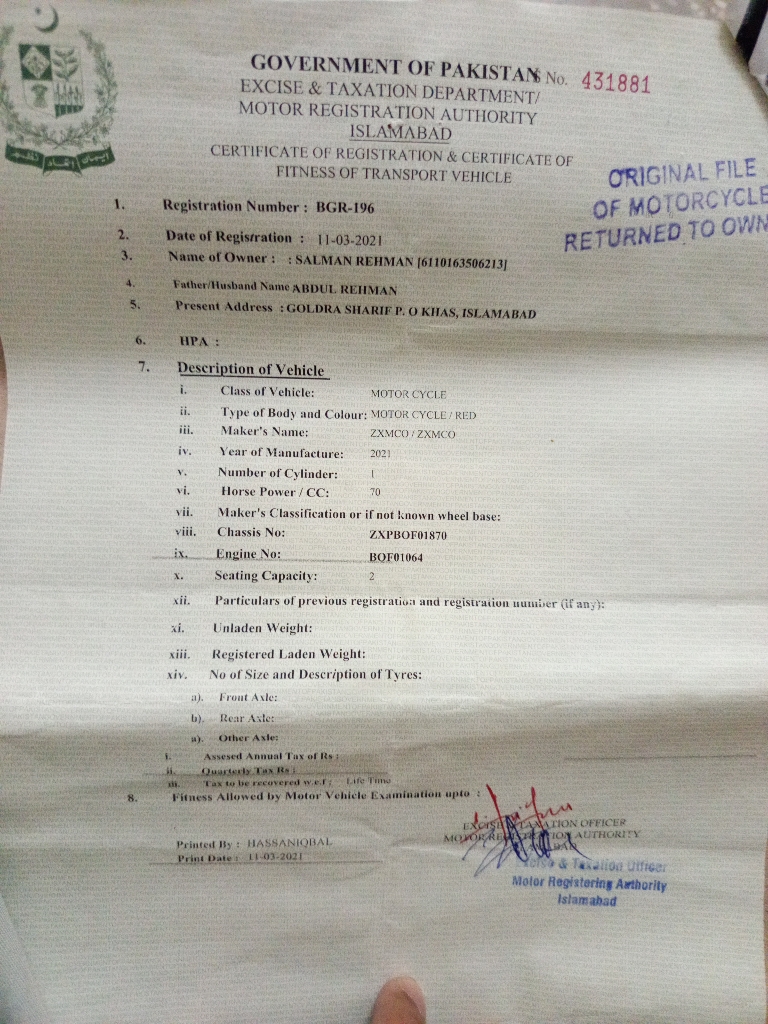 GOVERNMENT OF PAKISTAN
S No. 431881
EXCISE & TAXATION DEPARTMENT/
MOTOR REGISTRATION AUTHORITY
ISLAMABAD
CERTIFICATE OF REGISTRATION & CERTIFICATE OF
FITNESS OF TRANSPORT VEHICLE
ORIGINAL FILE
OF MOTORCYCLE
RETURNED TO OWN
1. Registration Number : BGR-196
2. Date of Registration : 11-03-2021
3. Name of Owner : : SALMAN REHMAN [6110163506213]
4. Father/Husband Name ABDUL REHMAN
5. Present Address : GOLDRA SHARIF P. O KHAS, ISLAMABAD
6. HPA :
7. Description of Vehicle
i. Class of Vehicle: MOTOR CYCLE
ii. Type of Body and Colour: MOTOR CYCLE / RED
iii. Maker's Name: ZXMCO / ZXMCO
iv. Year of Manufacture: 2021
v. Number of Cylinder: 1
vi. Horse Power / CC: 70
vii. Maker's Classification or if not known wheel base:
viii. Chassis No: ZXPBOF01870
ix. Engine No: BOF01064
x. Seating Capacity: 2
xii. Particulars of previous registration and registration number (if any):
xi. Unladen Weight:
xiii. Registered Laden Weight:
xiv. No of Size and Description of Tyres:
a). Front Axle:
b). Rear Axle:
a). Other Axle:
i. Assesed Annual Tax of Rs :
ii. Quarterly Tax Rs :
iii. Tax to be recovered w.e.f : Life Time
8. Fitness Allowed by Motor Vehicle Examination upto :
EXCISE & TAXATION OFFICER
MOTOR REGISTRATION AUTHORITY
Printed By : HASSANIQBAL
Print Date : 11-03-2021
& Taxation Officer
Motor Registering Authority
Islamabad